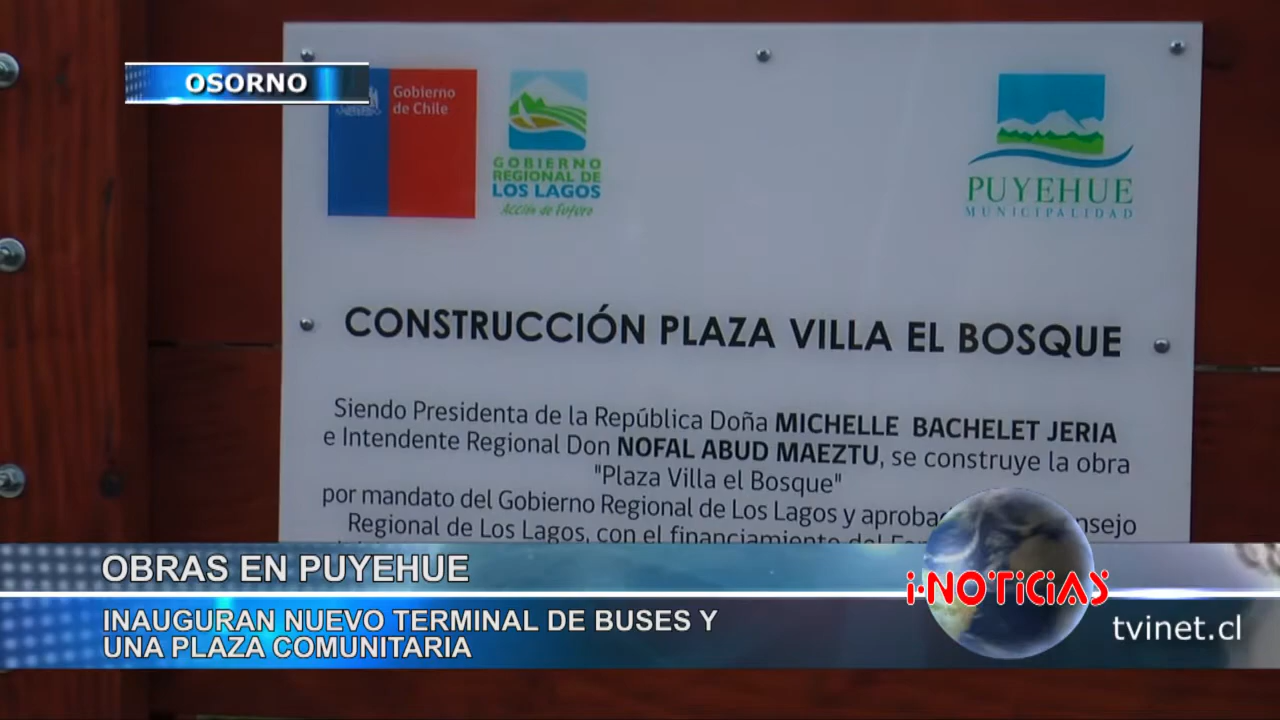 OSORNO
Gobierno
de Chile
GOBIERNO
REGIONAL DE
LOS LAGOS
Acción de Futuro
PUYEHUE
MUNICIPALIDAD
CONSTRUCCIÓN PLAZA VILLA EL BOSQUE
Siendo Presidenta de la República Doña MICHELLE BACHELET JERIA
e Intendente Regional Don NOFAL ABUD MAEZTU, se construye la obra
"Plaza Villa el Bosque"
por mandato del Gobierno Regional de Los Lagos y aprobad
Regional de Los Lagos, con el financiamiento del
OBRAS EN PUYEHUE
INAUGURAN NUEVO TERMINAL DE BUSES Y
UNA PLAZA COMUNITARIA
i·NOTICIAS
tvinet.cl